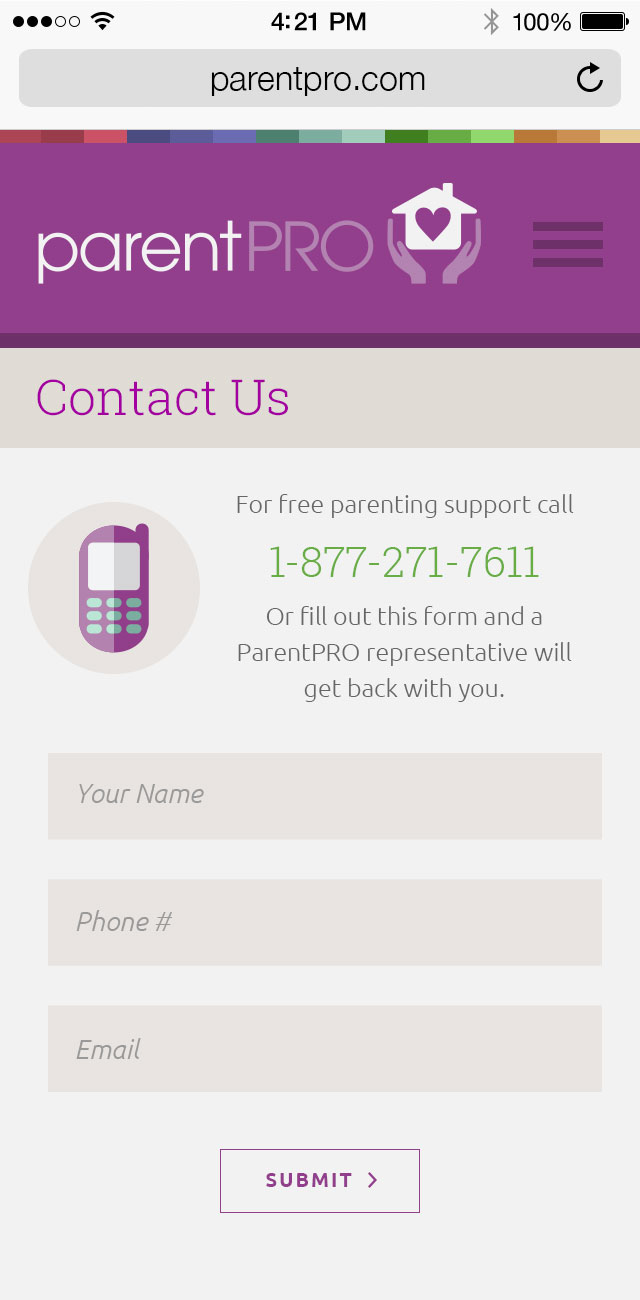 4:21 PM 100%
parentpro.com
parentPRO
Contact Us
For free parenting support call
1-877-271-7611
Or fill out this form and a
ParentPRO representative will
get back with you.
Your Name
Phone #
Email
SUBMIT >